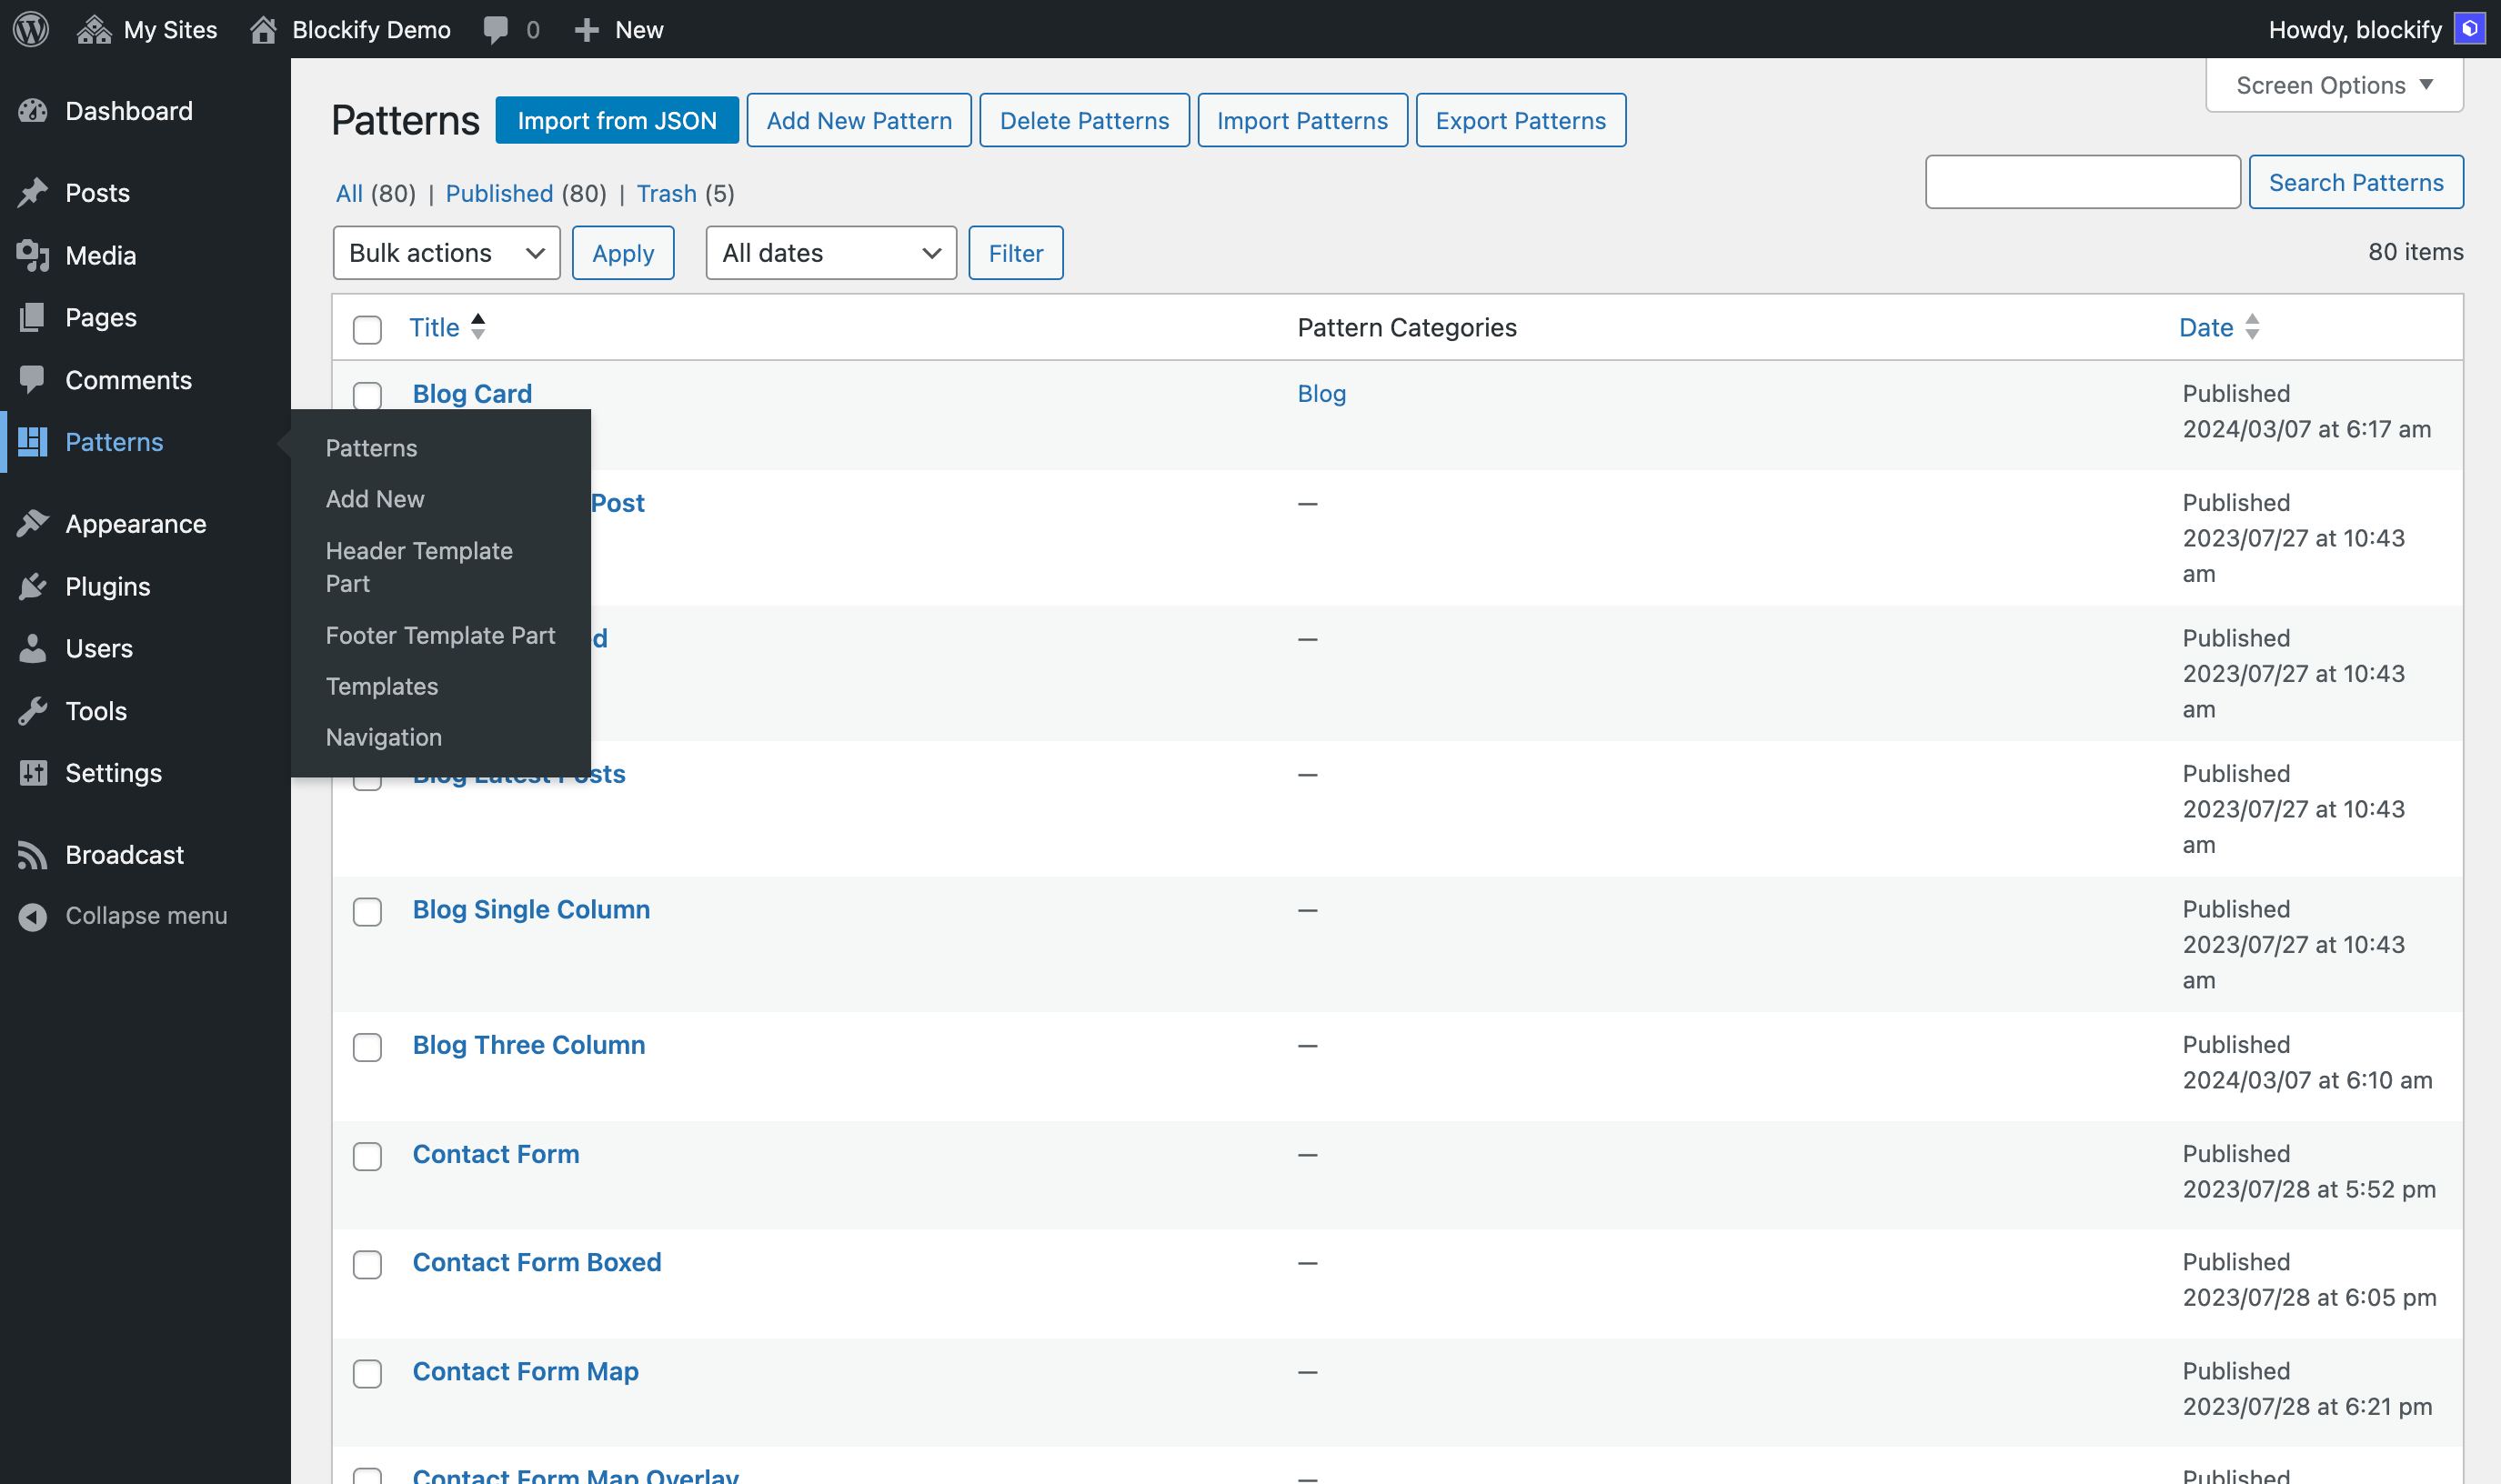 My Sites Blockify Demo 0 New Howdy, blockify
Screen Options
Dashboard
Posts
Media
Pages
Comments
Patterns
Appearance
Plugins
Users
Tools
Settings
Broadcast
Collapse menu
Patterns
Add New
Header Template
Part
Footer Template Part
Templates
Navigation
Patterns Import from JSON Add New Pattern Delete Patterns Import Patterns Export Patterns
All (80) | Published (80) | Trash (5)
Search Patterns
Bulk actions Apply All dates Filter 80 items
Title Pattern Categories Date
Blog Card Blog Published
2024/03/07 at 6:17 am
Post — Published
2023/07/27 at 10:43
am
— Published
2023/07/27 at 10:43
am
Blog Latest Posts — Published
2023/07/27 at 10:43
am
Blog Single Column — Published
2023/07/27 at 10:43
am
Blog Three Column — Published
2024/03/07 at 6:10 am
Contact Form — Published
2023/07/28 at 5:52 pm
Contact Form Boxed — Published
2023/07/28 at 6:05 pm
Contact Form Map — Published
2023/07/28 at 6:21 pm
Contact Form Map Overlay — Published